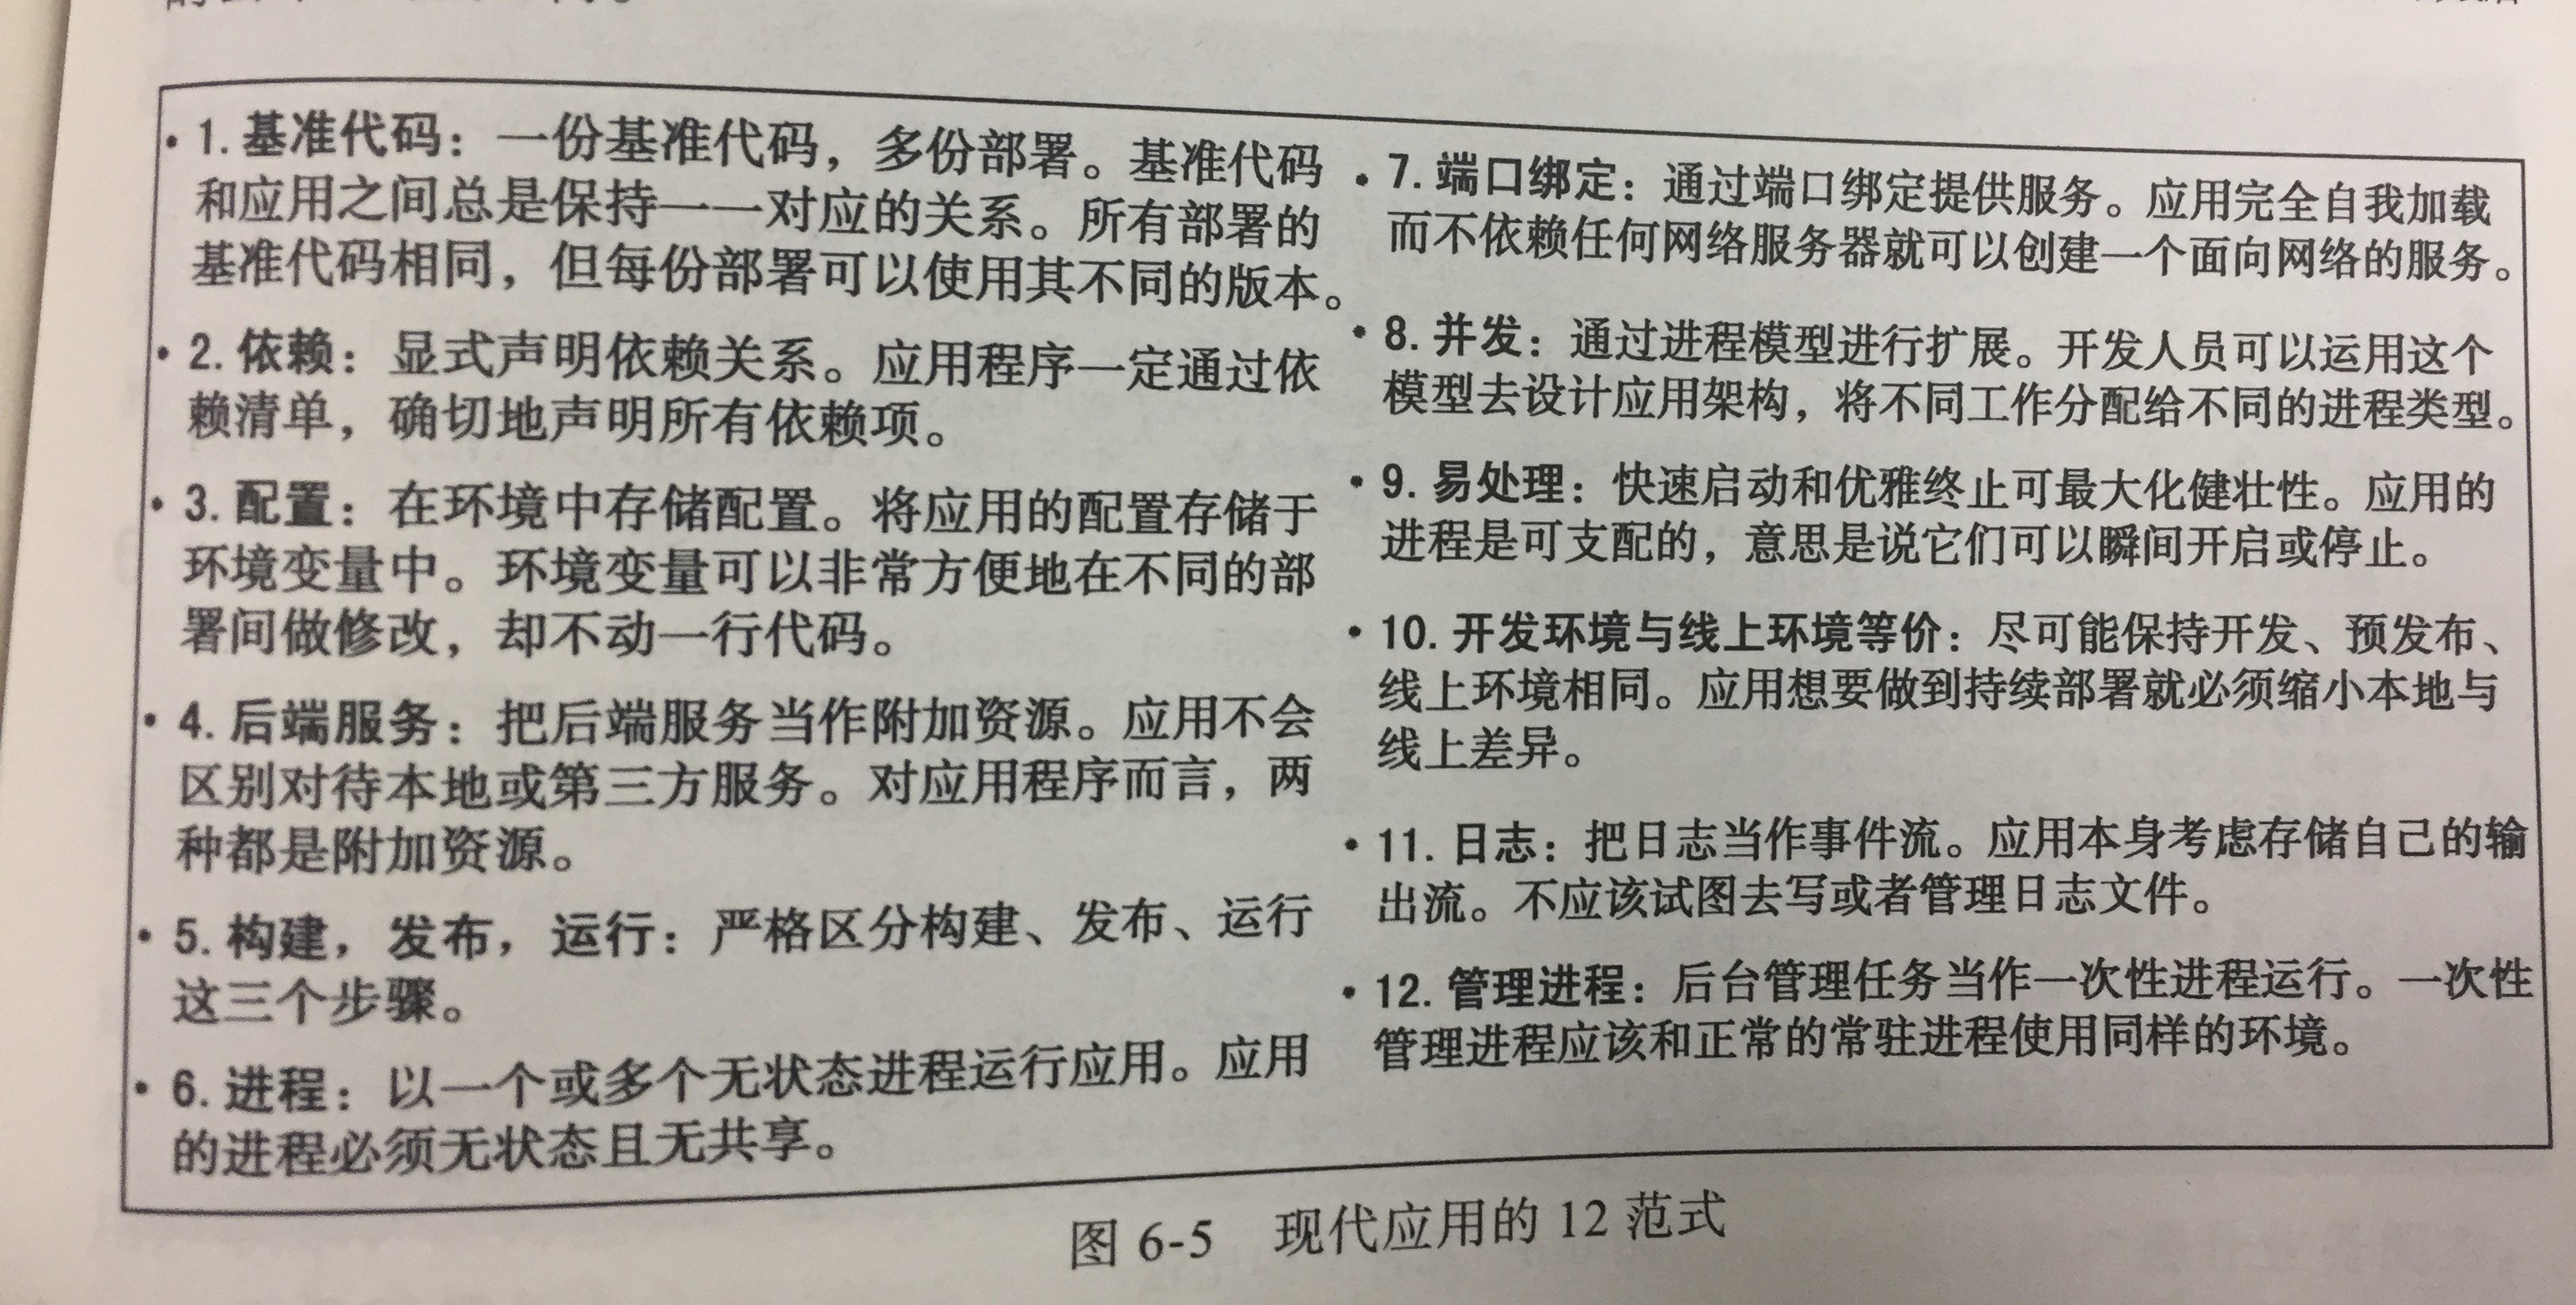 • 1. 基准代码：一份基准代码，多份部署。基准代码
和应用之间总是保持一一对应的关系。所有部署的
基准代码相同，但每份部署可以使用其不同的版本。
• 2. 依赖：显式声明依赖关系。应用程序一定通过依
赖清单，确切地声明所有依赖项。
• 3. 配置：在环境中存储配置。将应用的配置存储于
环境变量中。环境变量可以非常方便地在不同的部
署间做修改，却不动一行代码。
• 4. 后端服务：把后端服务当作附加资源。应用不会
区别对待本地或第三方服务。对应用程序而言，两
种都是附加资源。
• 5. 构建，发布，运行：严格区分构建、发布、运行
这三个步骤。
• 6. 进程：以一个或多个无状态进程运行应用。应用
的进程必须无状态且无共享。
• 7. 端口绑定：通过端口绑定提供服务。应用完全自我加载
而不依赖任何网络服务器就可以创建一个面向网络的服务。
• 8. 并发：通过进程模型进行扩展。开发人员可以运用这个
模型去设计应用架构，将不同工作分配给不同的进程类型。
• 9. 易处理：快速启动和优雅终止可最大化健壮性。应用的
进程是可支配的，意思是说它们可以瞬间开启或停止。
• 10. 开发环境与线上环境等价：尽可能保持开发、预发布、
线上环境相同。应用想要做到持续部署就必须缩小本地与
线上差异。
• 11. 日志：把日志当作事件流。应用本身考虑存储自己的输
出流。不应该试图去写或者管理日志文件。
• 12. 管理进程：后台管理任务当作一次性进程运行。一次性
管理进程应该和正常的常驻进程使用同样的环境。
图 6-5 现代应用的 12 范式